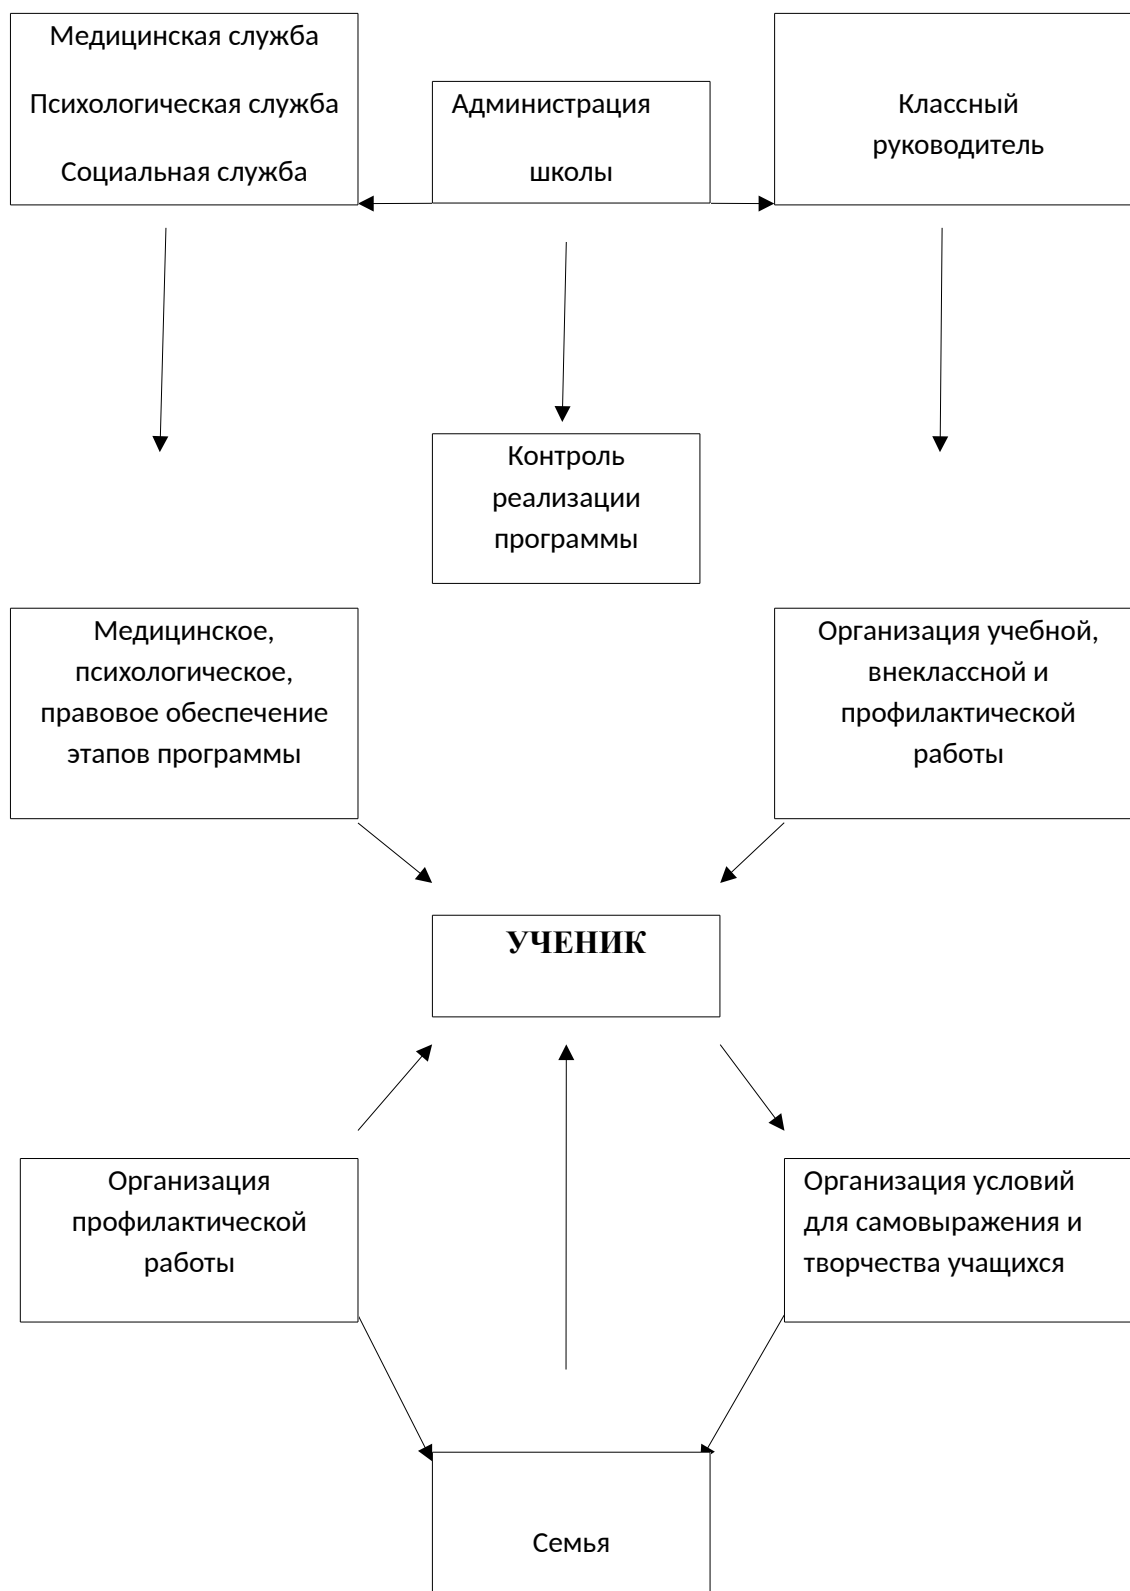 Медицинская служба
Психологическая служба
Социальная служба
Администрация
школы
Классный
руководитель
Контроль
реализации
программы
Медицинское,
психологическое,
правовое обеспечение
этапов программы
Организация учебной,
внеклассной и
профилактической
работы
УЧЕНИК
Организация
профилактической
работы
Организация условий
для самовыражения и
творчества учащихся
Семья